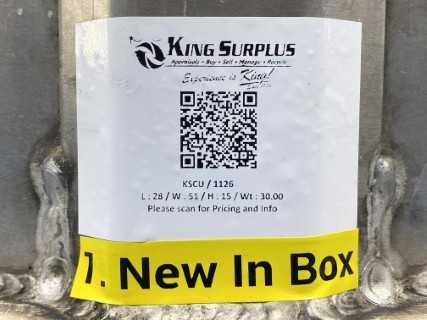 KING SURPLUS
Appraisals • Buy • Sell • Manage • Recycle
Experience is King!
KSCU / 1126
L : 28 / W : 51 / H : 15 / Wt : 30.00
Please scan for Pricing and Info
1. New In Box